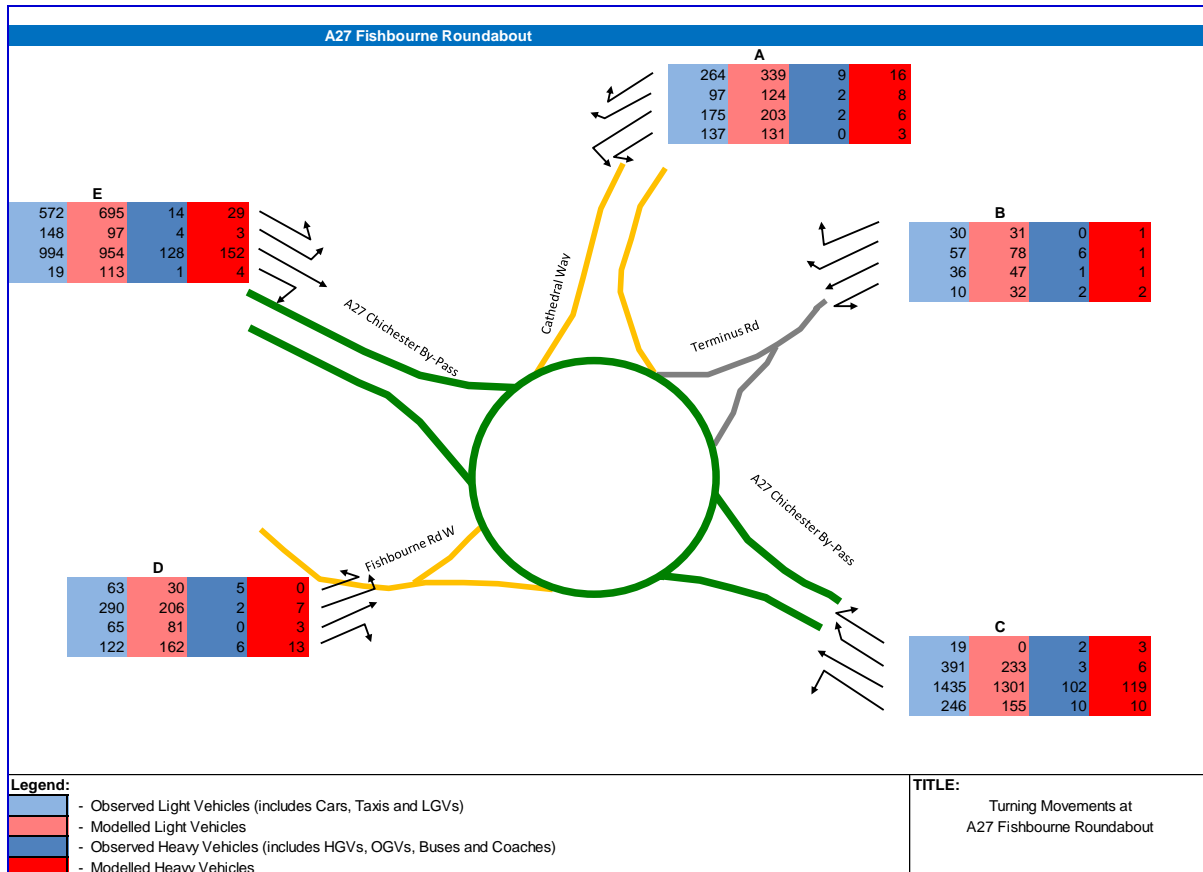 A27 Fishbourne Roundabout
A
264 339 9 16
97 124 2 8
175 203 2 6
137 131 0 3
E
572 695 14 29
148 97 4 3
994 954 128 152
19 113 1 4
B
30 31 0 1
57 78 6 1
36 47 1 1
10 32 2 2
A27 Chichester By-Pass
Cathedral Way
Terminus Rd
A27 Chichester By-Pass
Fishbourne Rd W
D
63 30 5 0
290 206 2 7
65 81 0 3
122 162 6 13
C
19 0 2 3
391 233 3 6
1435 1301 102 119
246 155 10 10
Legend:
- Observed Light Vehicles (includes Cars, Taxis and LGVs)
- Modelled Light Vehicles
- Observed Heavy Vehicles (includes HGVs, OGVs, Buses and Coaches)
- Modelled Heavy Vehicles
TITLE:
Turning Movements at
A27 Fishbourne Roundabout